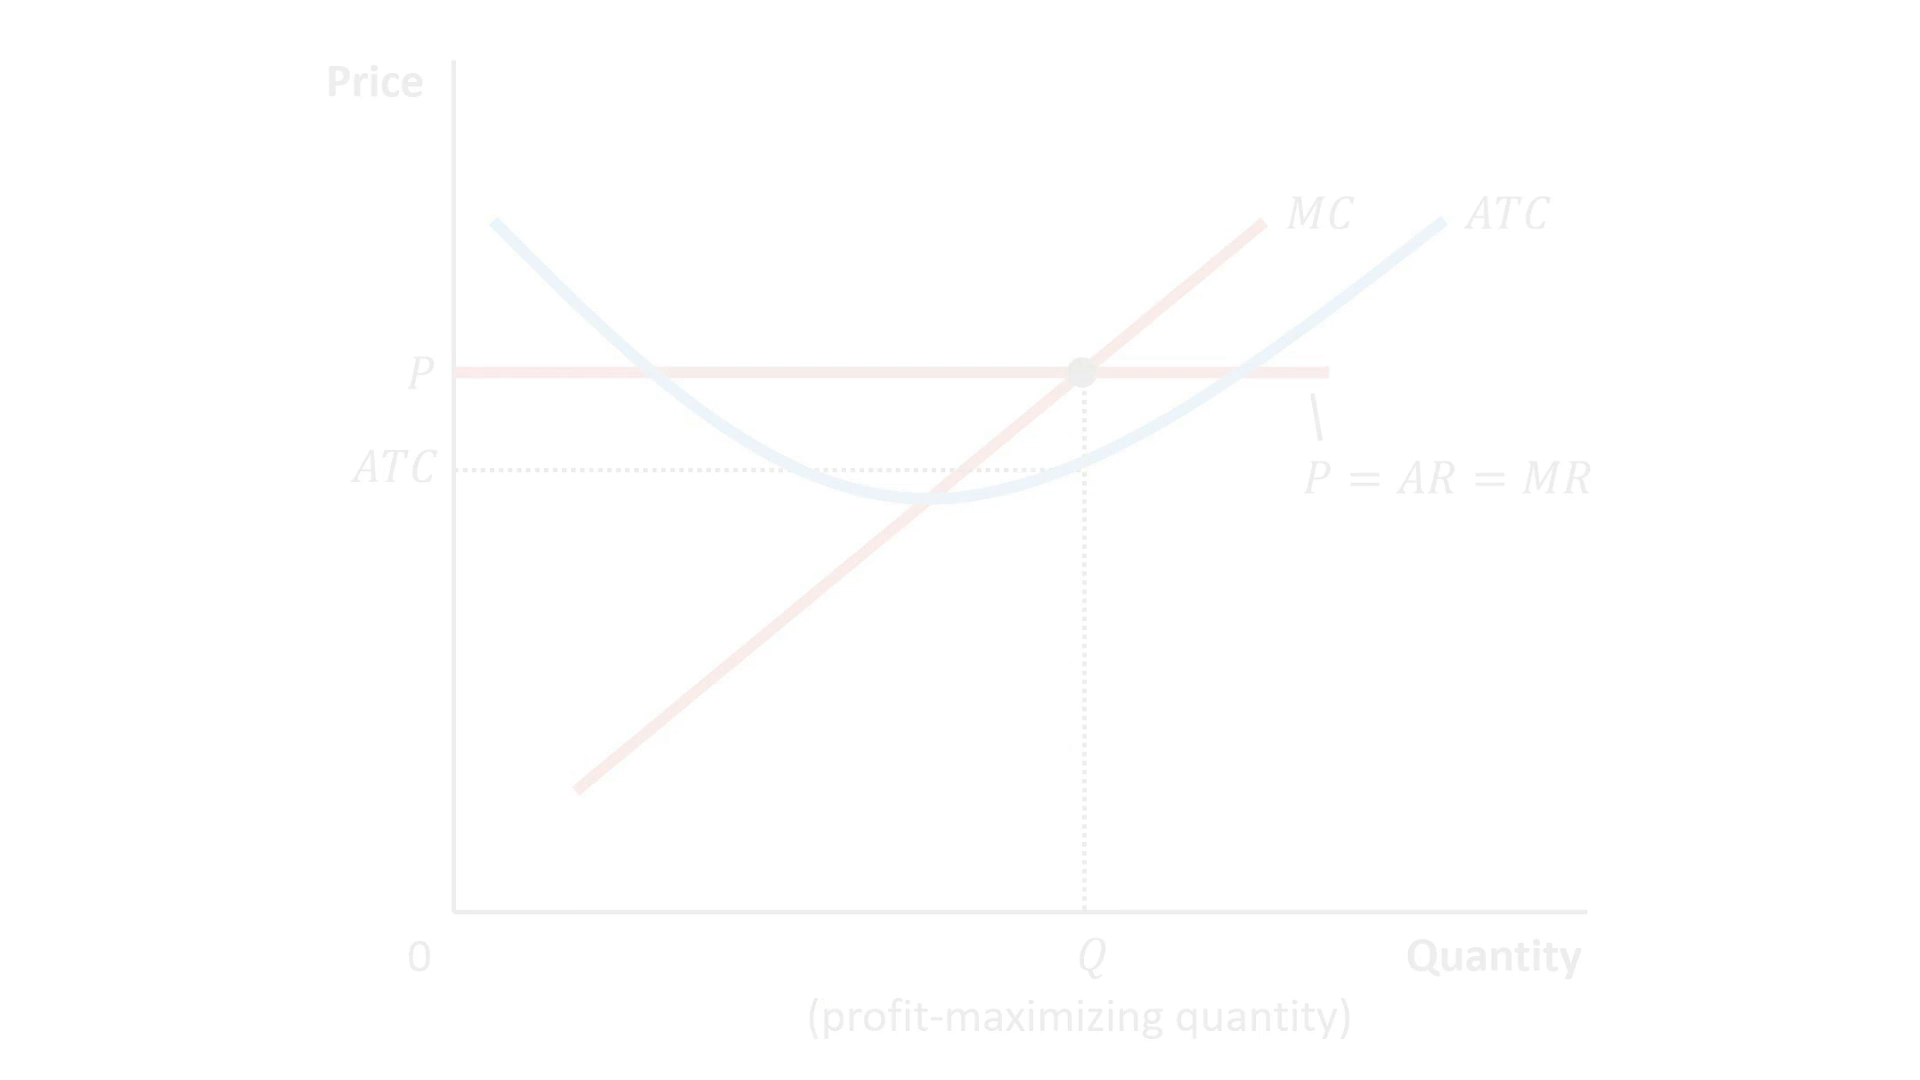 Price
MC
ATC
P
ATC
P = AR = MR
0
Q
Quantity
(profit-maximizing quantity)